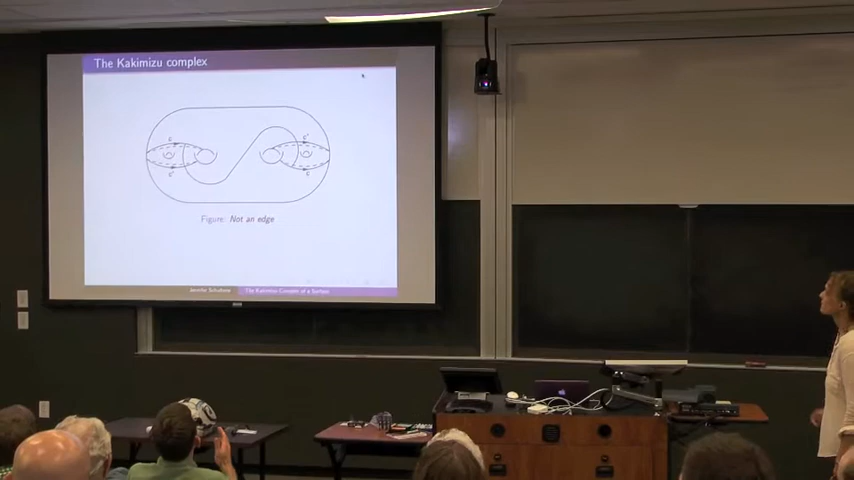 The Kakimizu complex
c
c'
c'
c
Figure: Not an edge
Jennifer Schultens
The Kakimizu Complex of a Surface